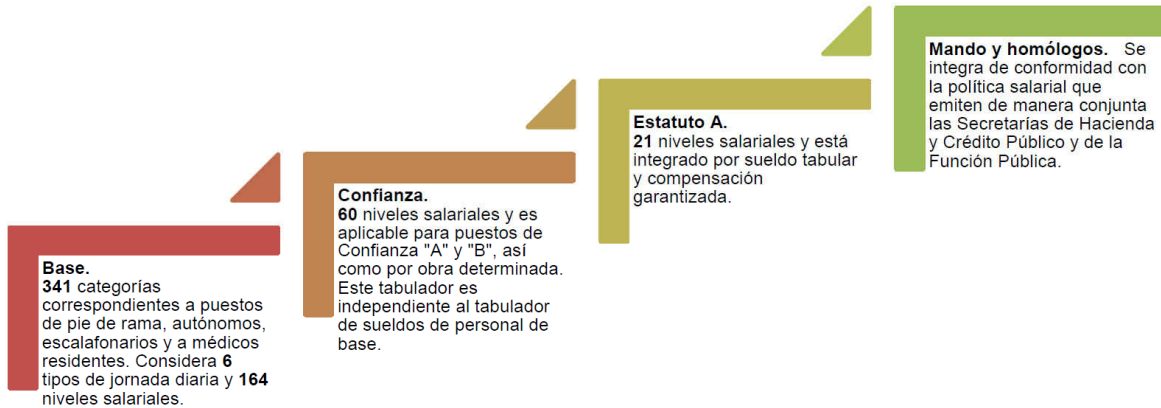 Base.
341 categorías
correspondientes a puestos
de pie de rama, autónomos,
escalafonarios y a médicos
residentes. Considera 6
tipos de jornada diaria y 164
niveles salariales.
Confianza.
60 niveles salariales y es
aplicable para puestos de
Confianza "A" y "B", así
como por obra determinada.
Este tabulador es
independiente al tabulador
de sueldos de personal de
base.
Estatuto A.
21 niveles salariales y está
integrado por sueldo tabular
y compensación
garantizada.
Mando y homólogos. Se
integra de conformidad con
la política salarial que
emiten de manera conjunta
las Secretarías de Hacienda
y Crédito Público y de la
Función Pública.